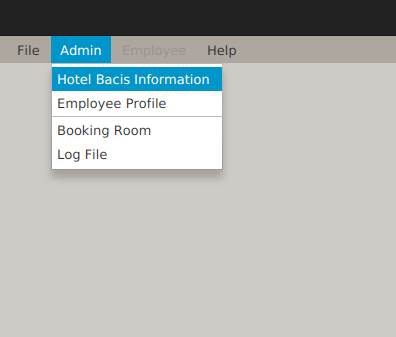 File Admin Employee Help
Hotel Bacis Information
Employee Profile
Booking Room
Log File